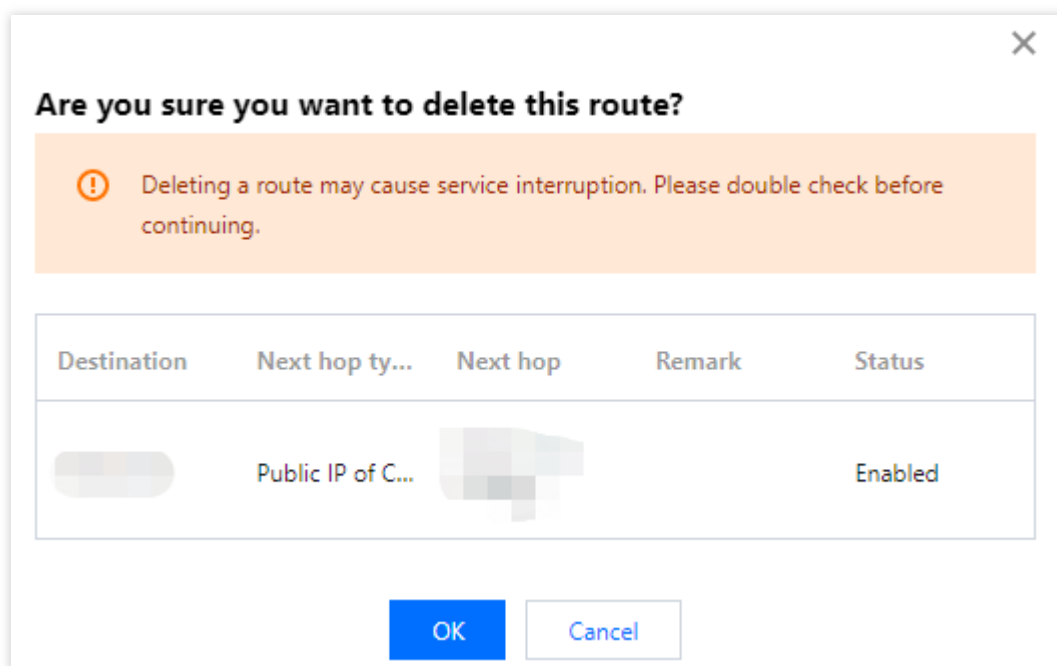 Are you sure you want to delete this route?
Deleting a route may cause service interruption. Please double check before
continuing.
Destination Next hop ty... Next hop Remark Status
Public IP of C... Enabled
OK Cancel